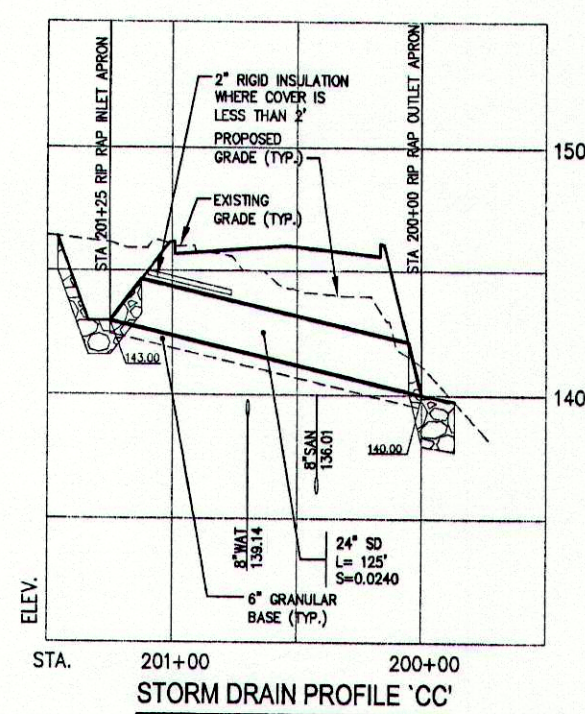 STA 201+25 RIP RAP INLET APRON
STA 200+00 RIP RAP OUTLET APRON
2" RIGID INSULATION
WHERE COVER IS
LESS THAN 2'
PROPOSED
GRADE (TYP.)
EXISTING
GRADE (TYP.)
150
143.00
140
140.00
8"SAN
136.01
8"WAT
139.14
24" SD
L= 125'
S=0.0240
6" GRANULAR
BASE (TYP.)
ELEV.
STA.
201+00
200+00
STORM DRAIN PROFILE `CC'